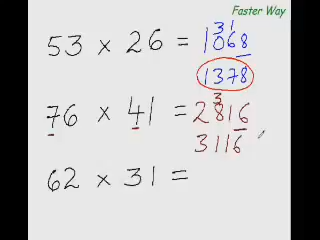 Faster Way
31
53 × 26 = 1068
1378
3
76 × 41 = 2816
3116
62 × 31 =